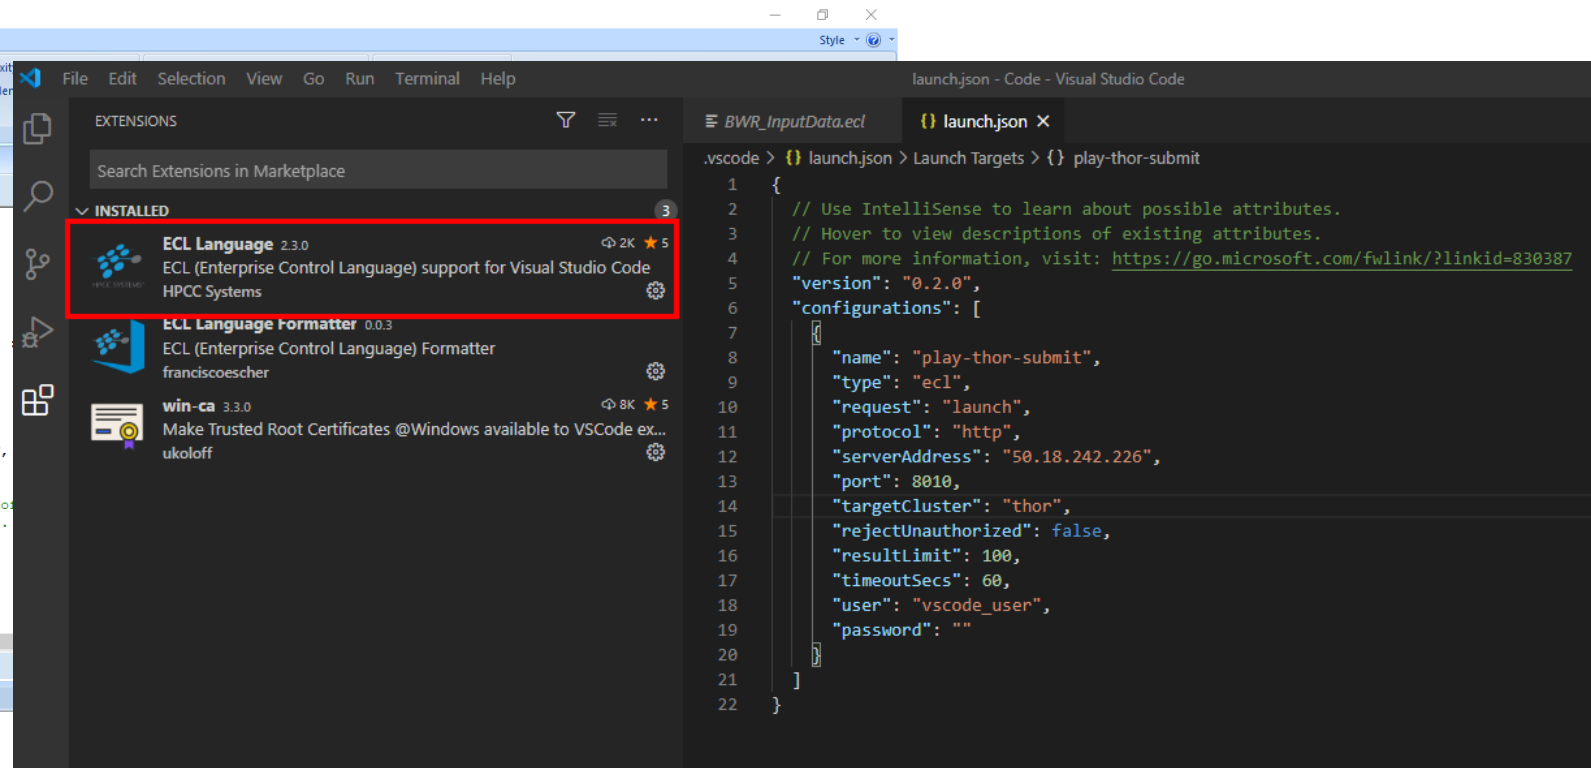 Style
xit
ler
File Edit Selection View Go Run Terminal Help
launch.json - Code - Visual Studio Code
EXTENSIONS
Search Extensions in Marketplace
INSTALLED 3
ECL Language 2.3.0 2K 5
ECL (Enterprise Control Language) support for Visual Studio Code
HPCC Systems
HPCC SYSTEMS
ECL Language Formatter 0.0.3
ECL (Enterprise Control Language) Formatter
franciscoescher
win-ca 3.3.0 8K 5
Make Trusted Root Certificates @Windows available to VSCode ex...
ukoloff
BWR_InputData.ecl
{} launch.json
.vscode > {} launch.json > Launch Targets > {} play-thor-submit
1 {
2 // Use IntelliSense to learn about possible attributes.
3 // Hover to view descriptions of existing attributes.
4 // For more information, visit: https://go.microsoft.com/fwlink/?linkid=830387
5 "version": "0.2.0",
6 "configurations": [
7 {
8 "name": "play-thor-submit",
9 "type": "ecl",
10 "request": "launch",
11 "protocol": "http",
12 "serverAddress": "50.18.242.226",
13 "port": 8010,
14 "targetCluster": "thor",
15 "rejectUnauthorized": false,
16 "resultLimit": 100,
17 "timeoutSecs": 60,
18 "user": "vscode_user",
19 "password": ""
20 }
21 ]
22 }